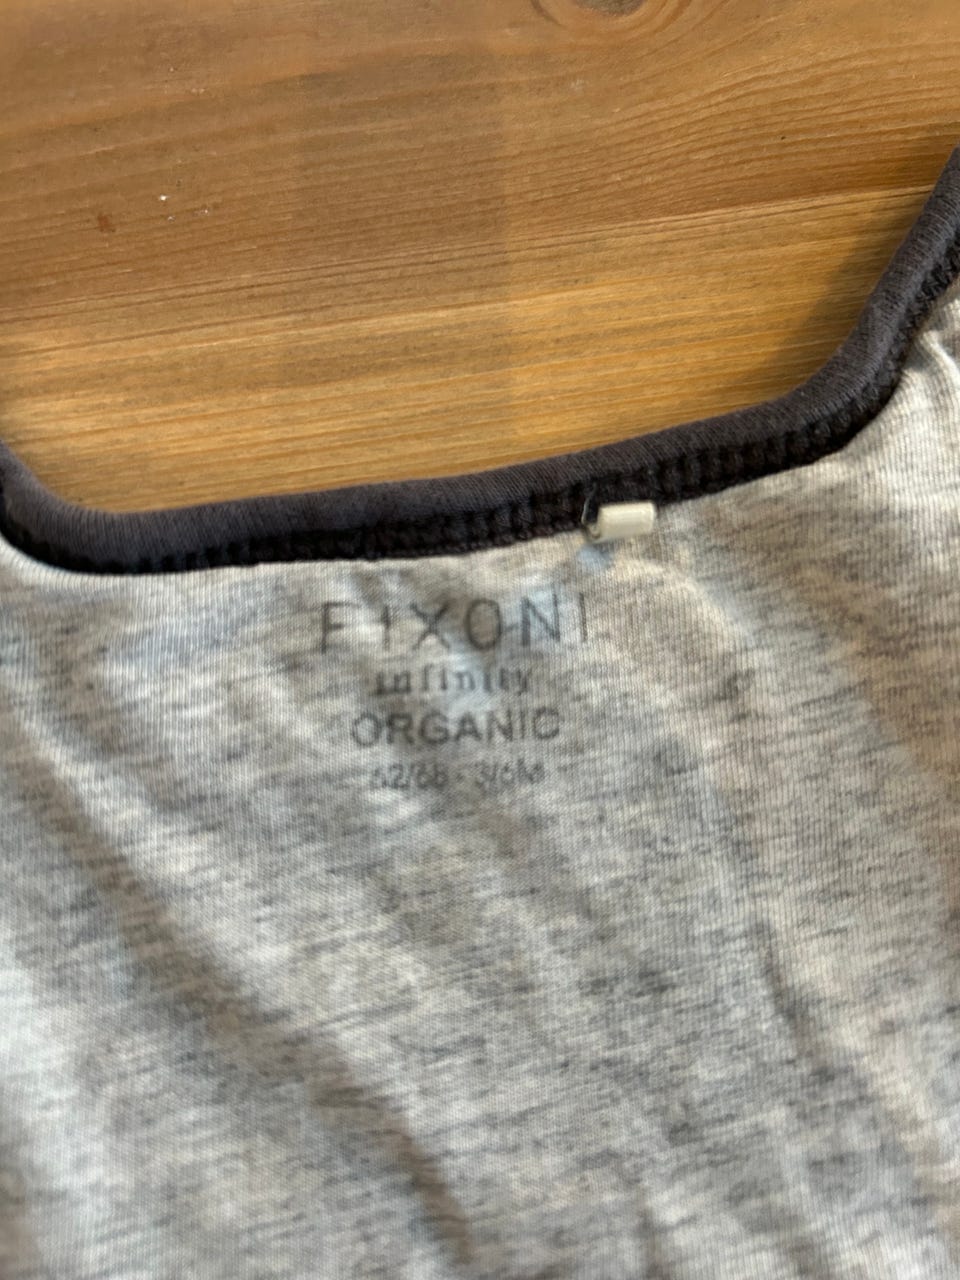 FIXONI
infinity
ORGANIC
62/68 - 3/6M